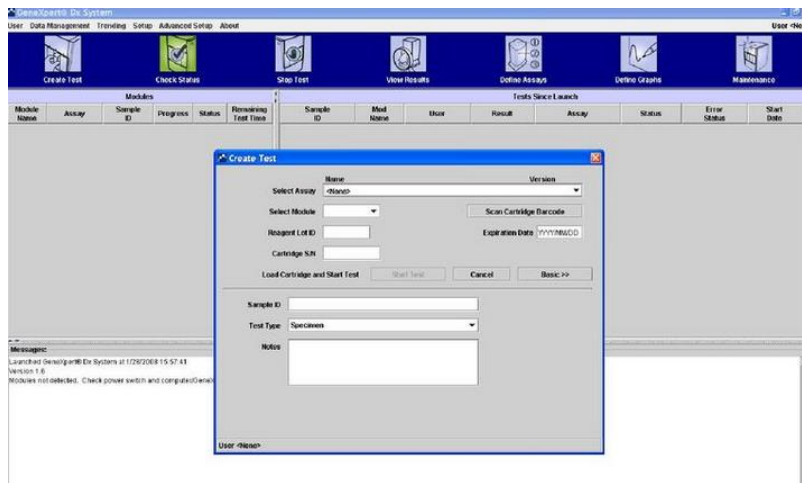 GeneXpert® Dx System
User Data Management Trending Setup Advanced Setup About
User <No
Create Test Check Status Stop Test View Results Define Assays Define Graphs Maintenance
Modules
Tests Since Launch
Module Name Assay Sample ID Progress Status Remaining Test Time
Sample ID Mod Name User Result Assay Status Error Status Start Date
Create Test
Name Version
Select Assay <None>
Select Module Scan Cartridge Barcode
Reagent Lot ID Expiration Date YYYY/MM/DD
Cartridge S/N
Load Cartridge and Start Test Start Test Cancel Basic >>
Sample ID
Test Type Specimen
Notes
User <None>
Messages:
Launched GeneXpert® Dx System at 1/28/2008 15:57:41
Version 1.6
Modules not detected. Check power switch and computer/GeneX